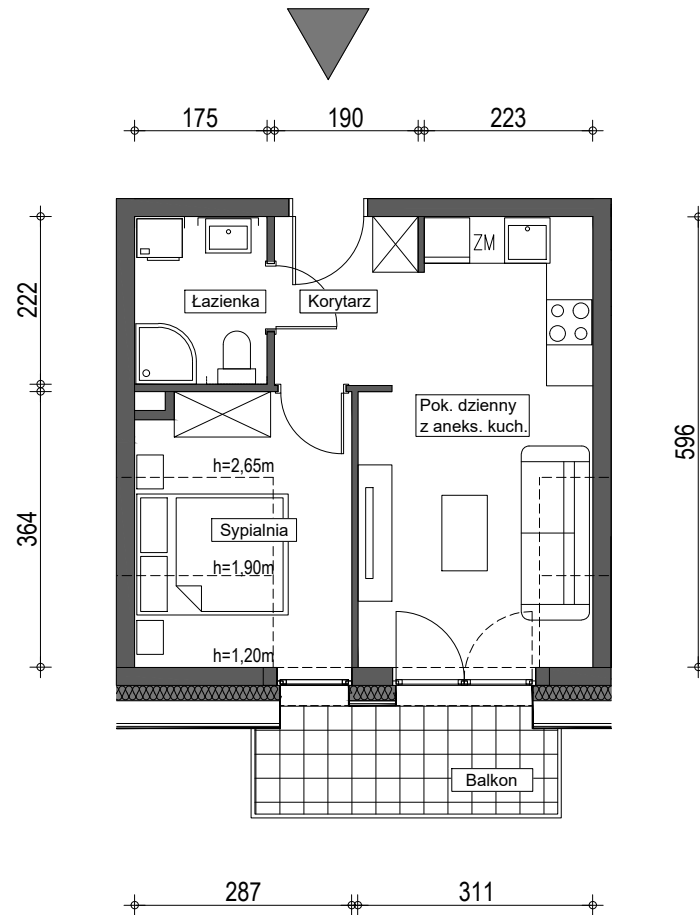 175
190
223
222
ZM
Łazienka
Korytarz
Pok. dzienny
z aneks. kuch.
596
364
h=2,65m
Sypialnia
h=1,90m
h=1,20m
Balkon
287
311